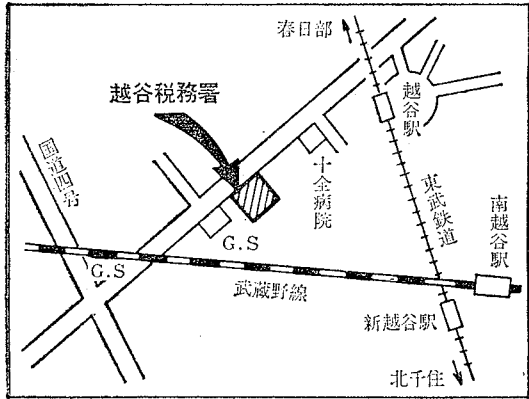 春日部
越谷税務署
越谷駅
国道四号
十全病院
東武鉄道
南越谷駅
G.S
G.S
武蔵野線
新越谷駅
北千住